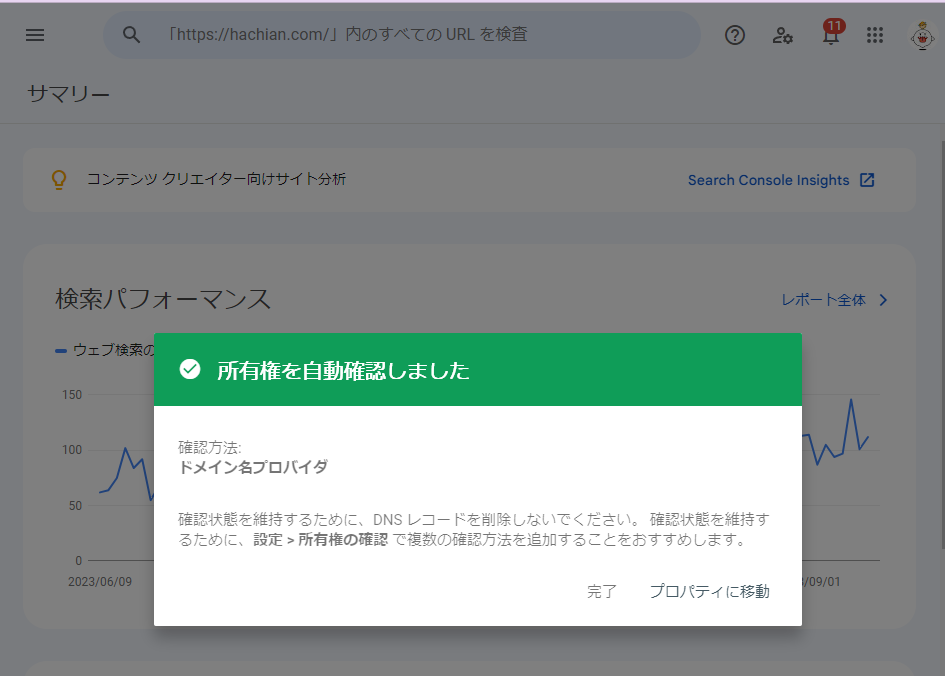 「https://hachian.com/」内のすべての URL を検査
11
サマリー
コンテンツ クリエイター向けサイト分析
Search Console Insights
検索パフォーマンス
レポート全体
ウェブ検索の
150
100
50
0
2023/06/09
/09/01
所有権を自動確認しました
確認方法:
ドメイン名プロバイダ
確認状態を維持するために、DNS レコードを削除しないでください。 確認状態を維持す
るために、設定 > 所有権の確認 で複数の確認方法を追加することをおすすめします。
完了
プロパティに移動